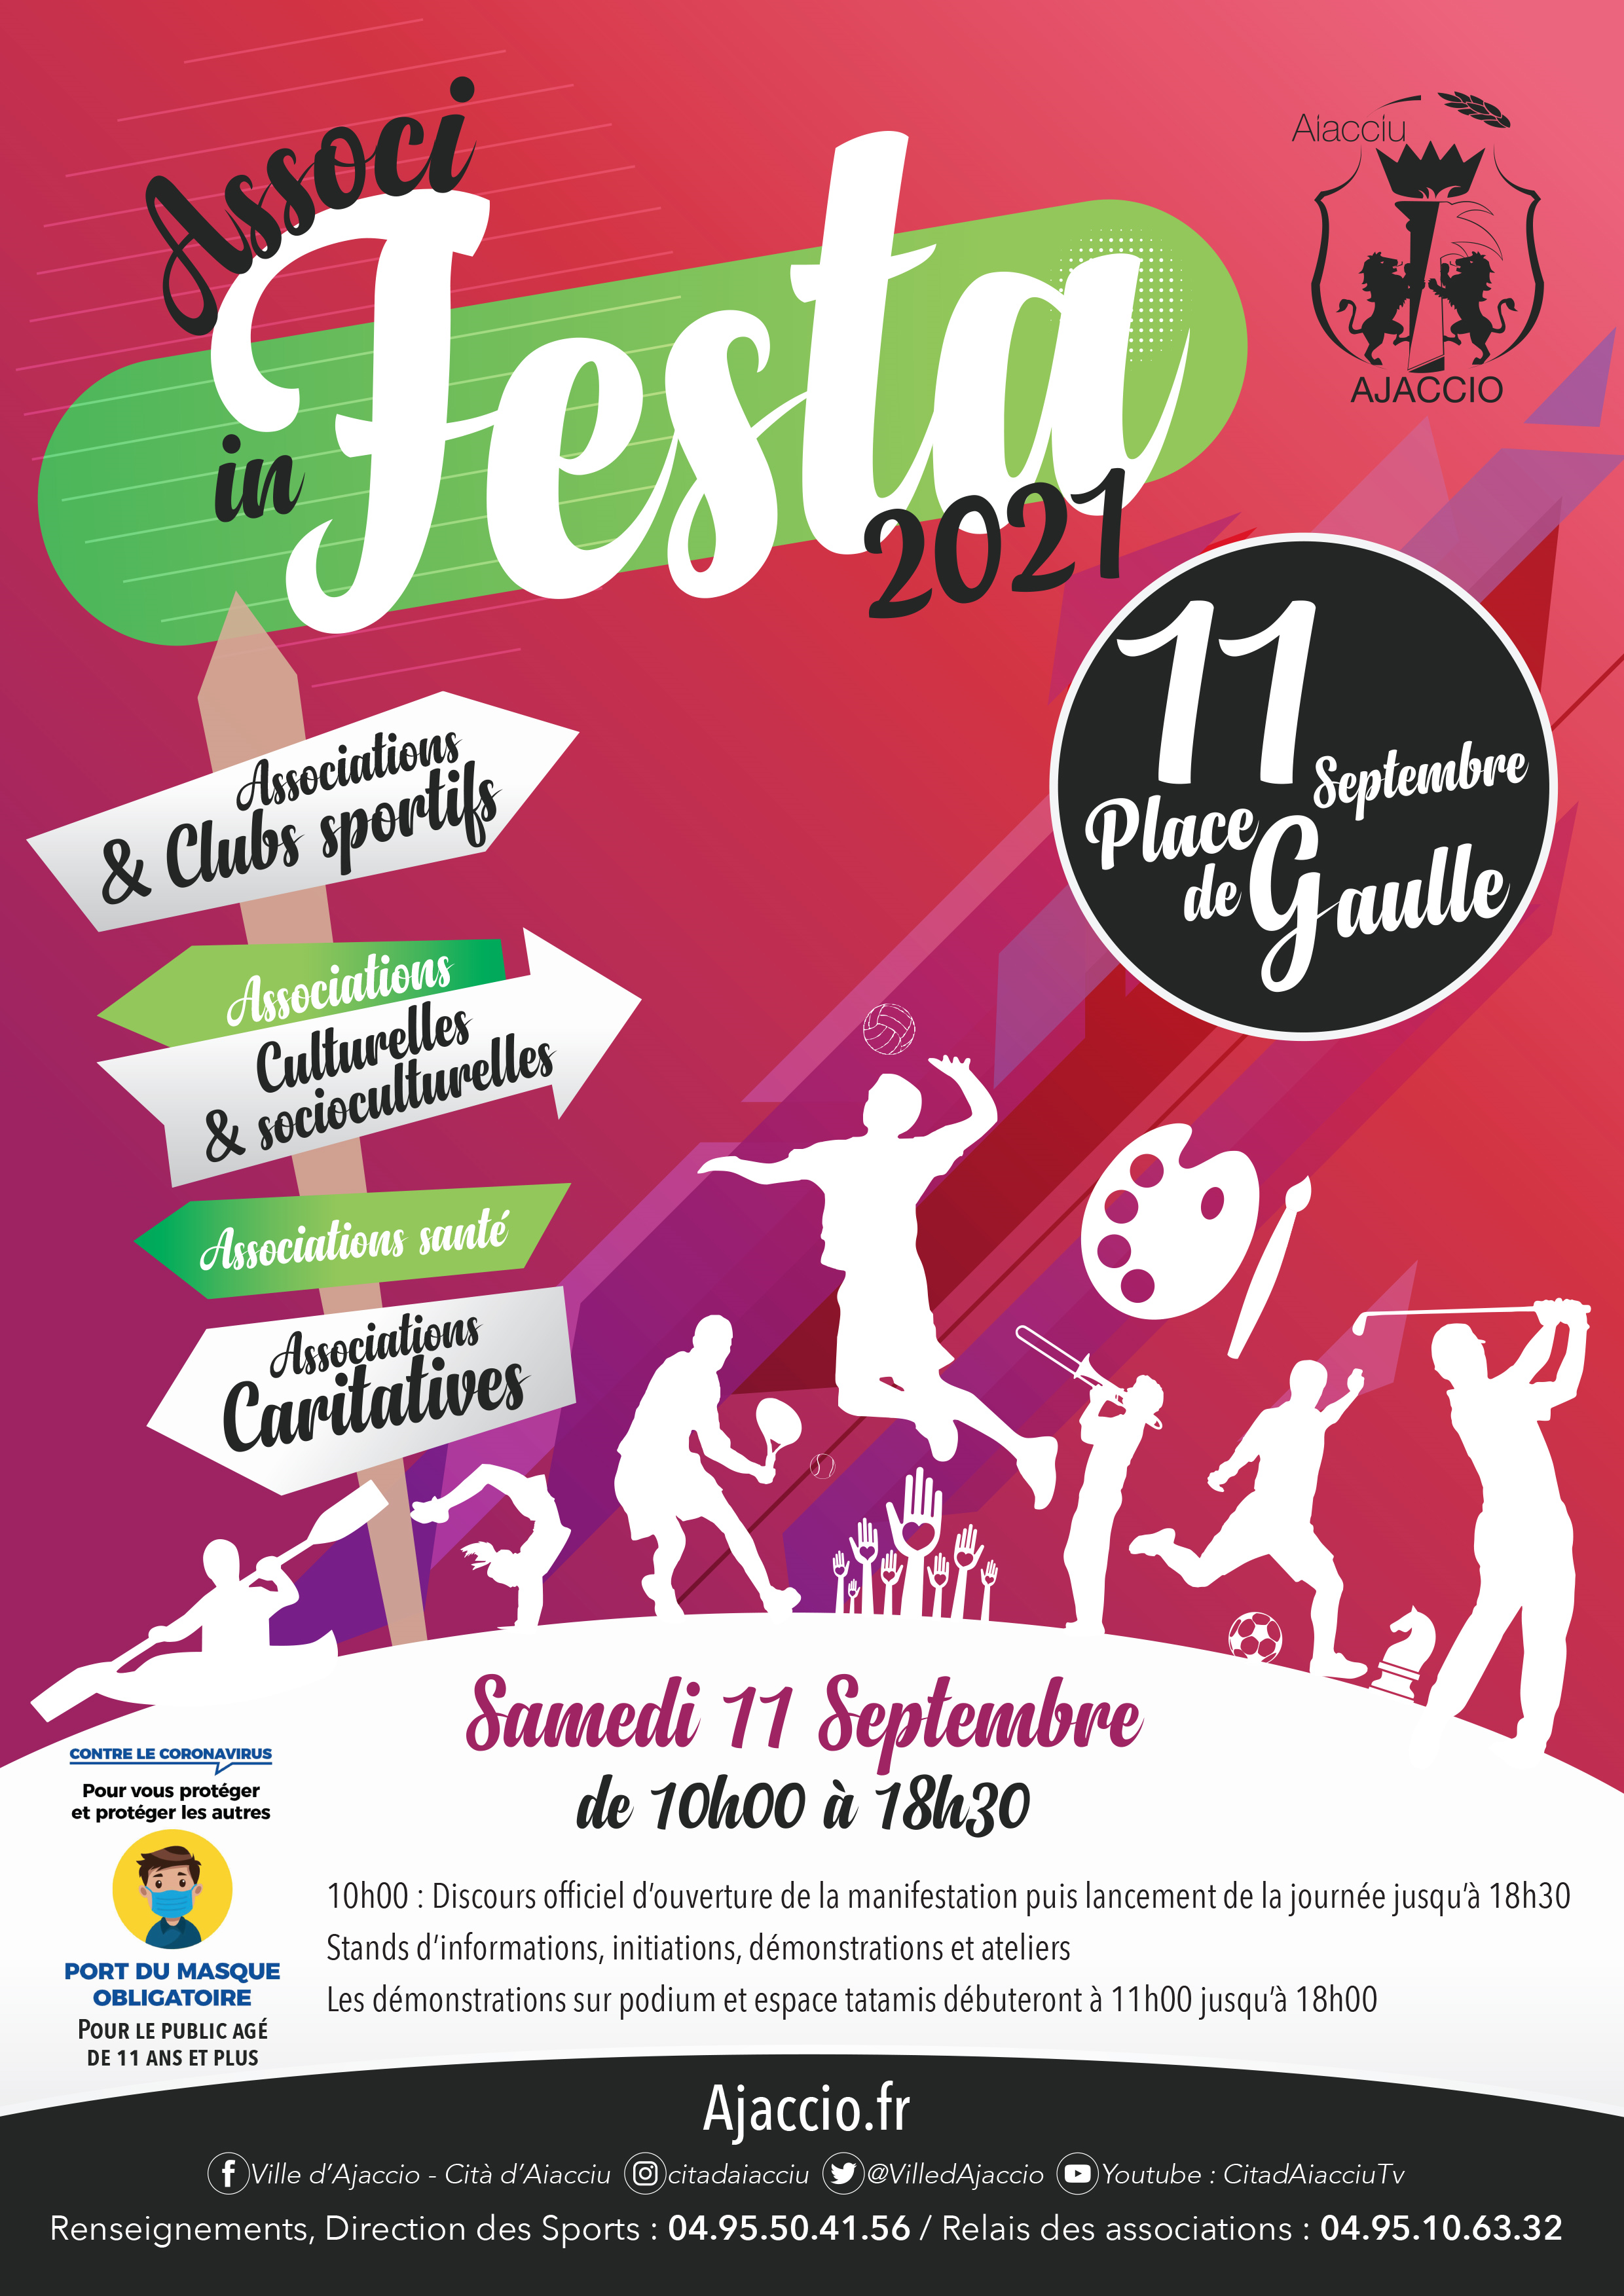 Associ
in Festa
2021
Aiacciu
AJACCIO
11
Septembre
Place
de Gaulle
Associations
& Clubs sportifs
Associations
Culturelles
& socioculturelles
Associations santé
Associations
Caritatives
Samedi 11 Septembre
de 10h00 à 18h30
CONTRE LE CORONAVIRUS
Pour vous protéger
et protéger les autres
PORT DU MASQUE
OBLIGATOIRE
POUR LE PUBLIC AGÉ
DE 11 ANS ET PLUS
10h00 : Discours officiel d’ouverture de la manifestation puis lancement de la journée jusqu’à 18h30
Stands d’informations, initiations, démonstrations et ateliers
Les démonstrations sur podium et espace tatamis débuteront à 11h00 jusqu’à 18h00
Ajaccio.fr
Ville d’Ajaccio - Cità d’Aiacciu citadaiacciu @VilledAjaccio Youtube : CitadAiacciuTv
Renseignements, Direction des Sports : 04.95.50.41.56 / Relais des associations : 04.95.10.63.32